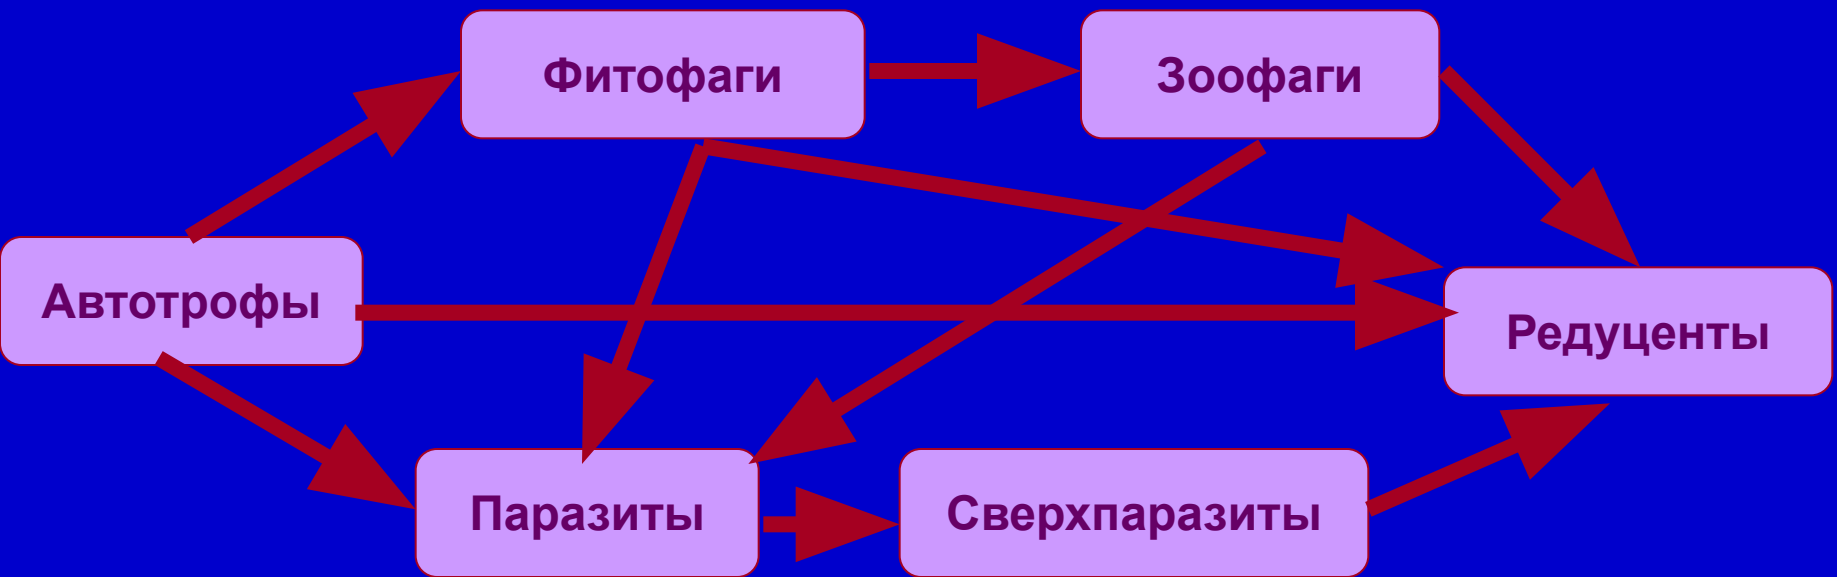 Фитофаги
Зоофаги
Автотрофы
Редуценты
Паразиты
Сверхпаразиты